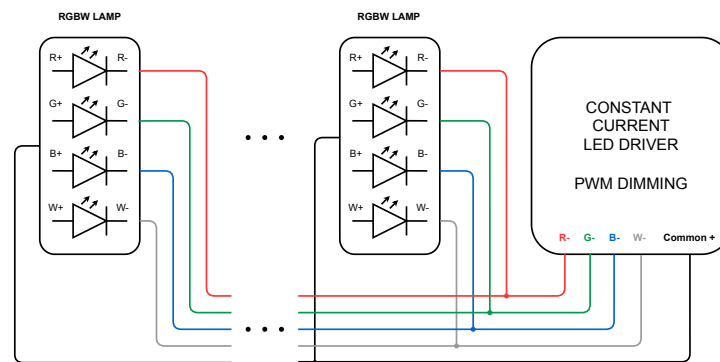 RGBW LAMP
R+ R-
G+ G-
B+ B-
W+ W-
RGBW LAMP
R+ R-
G+ G-
B+ B-
W+ W-
CONSTANT
CURRENT
LED DRIVER
PWM DIMMING
R- G- B- W- Common +